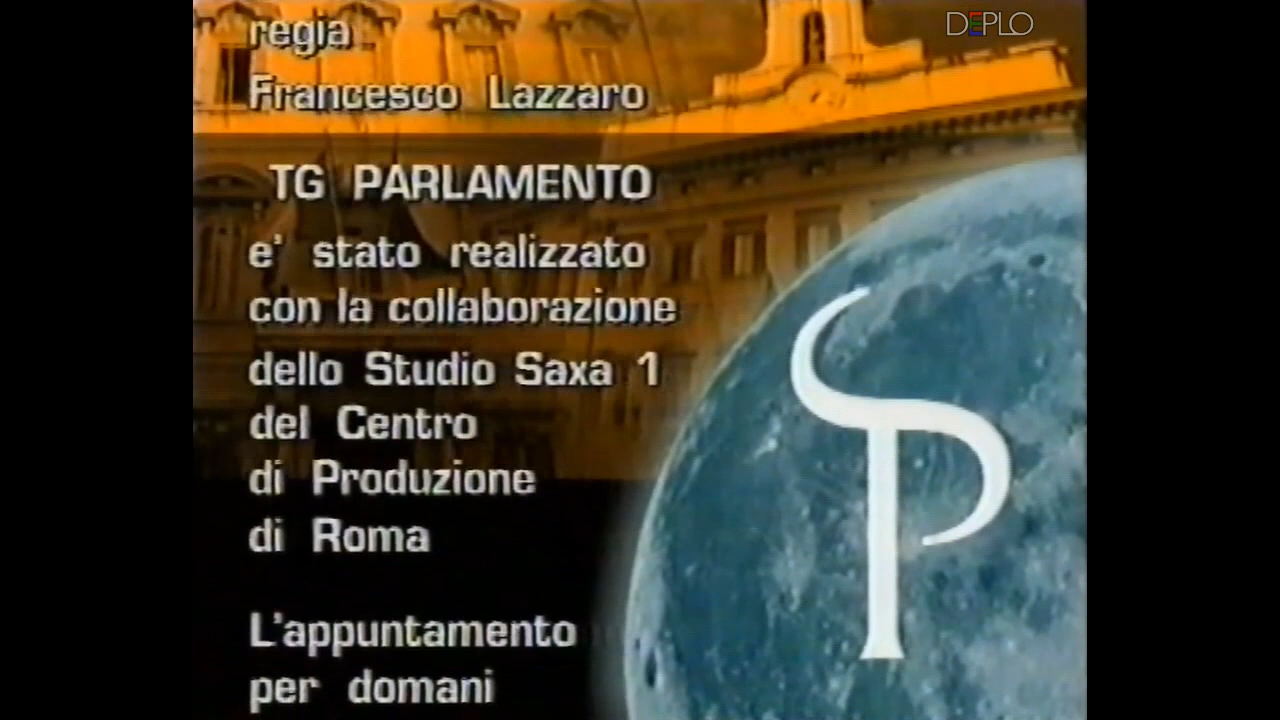 DEPLO
regia
Francesco Lazzaro
TG PARLAMENTO
e' stato realizzato
con la collaborazione
dello Studio Saxa 1
del Centro
di Produzione
di Roma
L'appuntamento
per domani